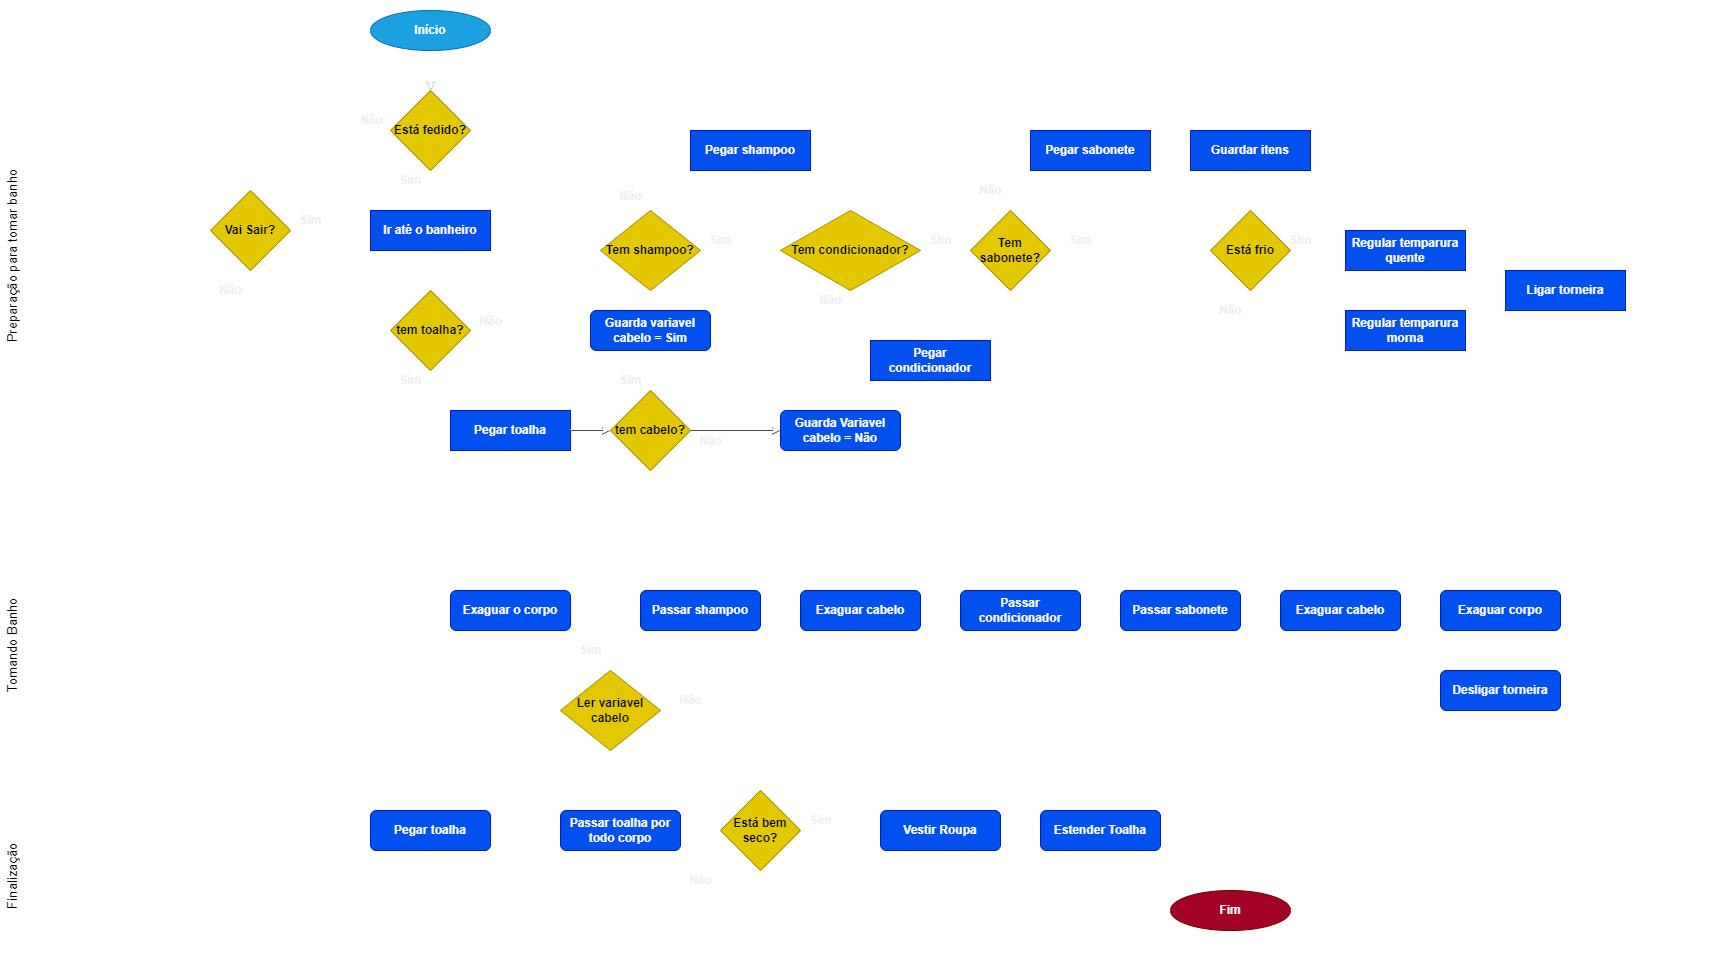 Início
Preparação para tomar banho
Não
Está fedido?
Sim
Pegar shampoo
Pegar sabonete
Guardar itens
Vai Sair?
Sim
Não
Ir até o banheiro
Não
Tem shampoo?
Sim
Tem condicionador?
Sim
Não
Não
Tem
sabonete?
Sim
Está frio
Sim
Não
Regular temparura
quente
Ligar torneira
tem toalha?
Não
Sim
Guarda variavel
cabelo = Sim
Pegar
condicionador
Regular temparura
morna
Pegar toalha
Sim
tem cabelo?
Não
Guarda Variavel
cabelo = Não
Tomando Banho
Exaguar o corpo
Passar shampoo
Exaguar cabelo
Passar
condicionador
Passar sabonete
Exaguar cabelo
Exaguar corpo
Sim
Ler variavel
cabelo
Não
Desligar torneira
Finalização
Pegar toalha
Passar toalha por
todo corpo
Está bem
seco?
Sim
Não
Vestir Roupa
Estender Toalha
Fim